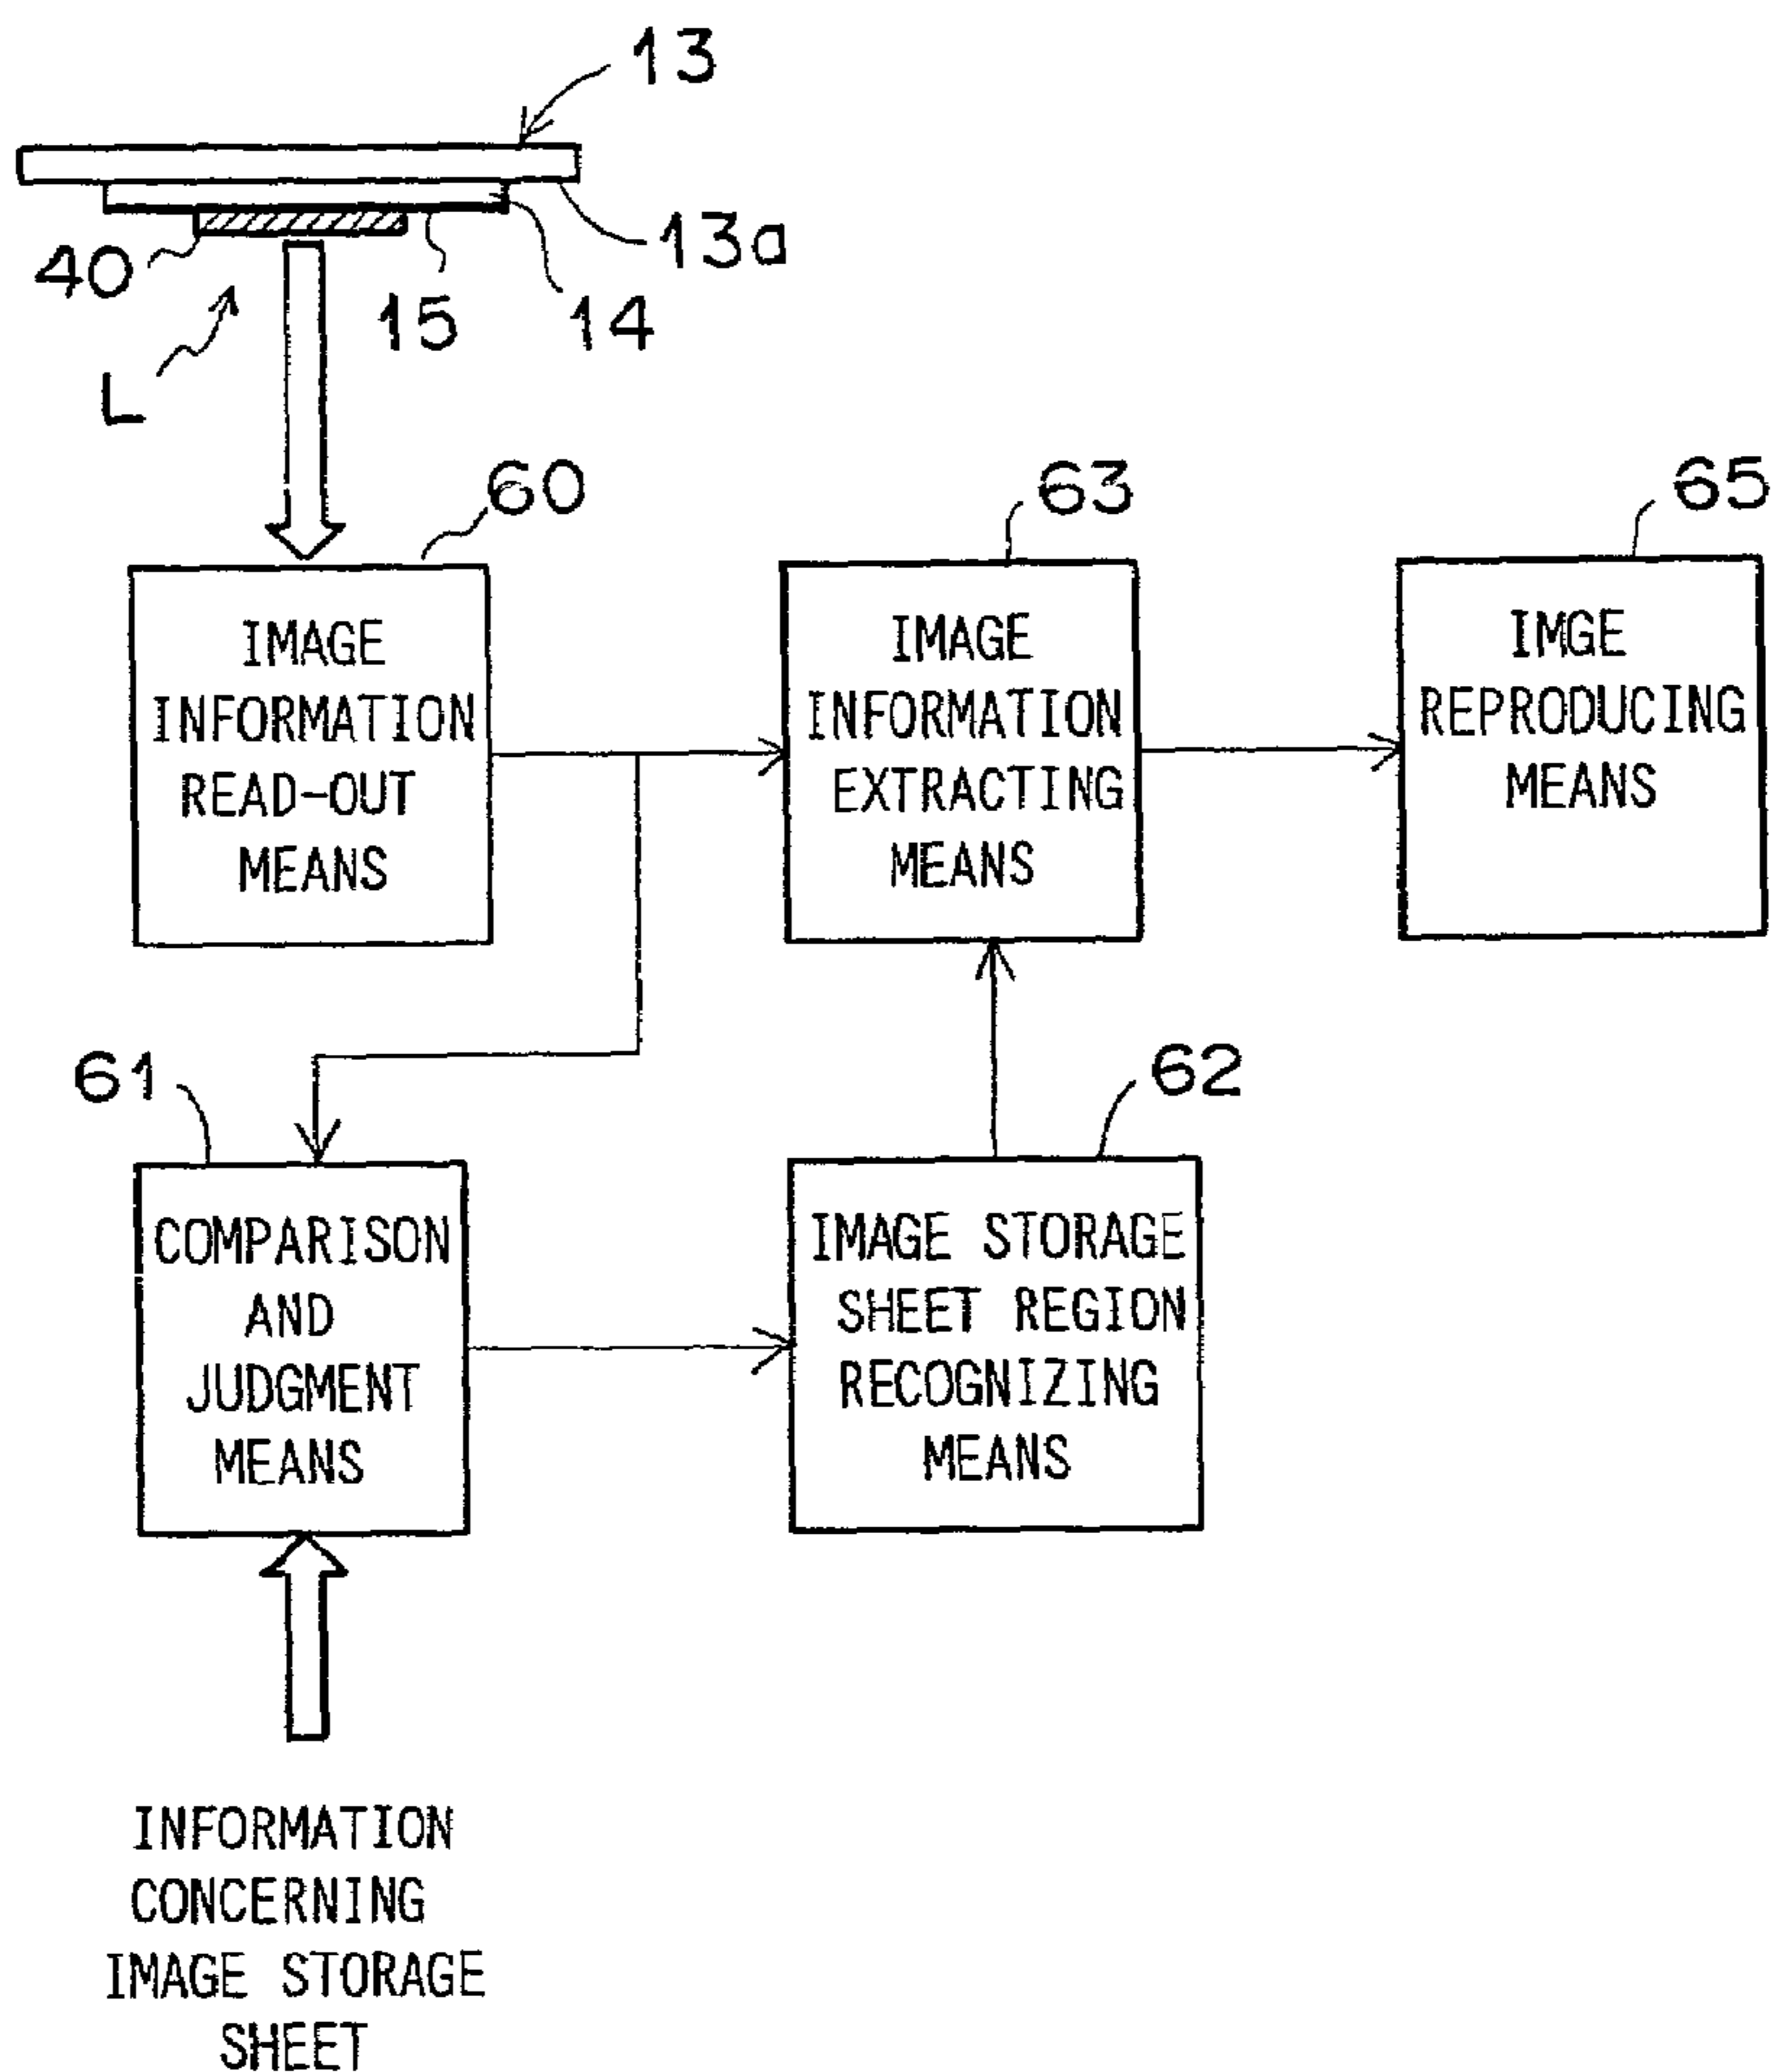 13
13a
40
15
14
L
60
63
65
IMAGE
INFORMATION
READ-OUT
MEANS
IMAGE
INFORMATION
EXTRACTING
MEANS
IMGE
REPRODUCING
MEANS
61
62
COMPARISON
AND
JUDGMENT
MEANS
IMAGE STORAGE
SHEET REGION
RECOGNIZING
MEANS
INFORMATION
CONCERNING
IMAGE STORAGE
SHEET